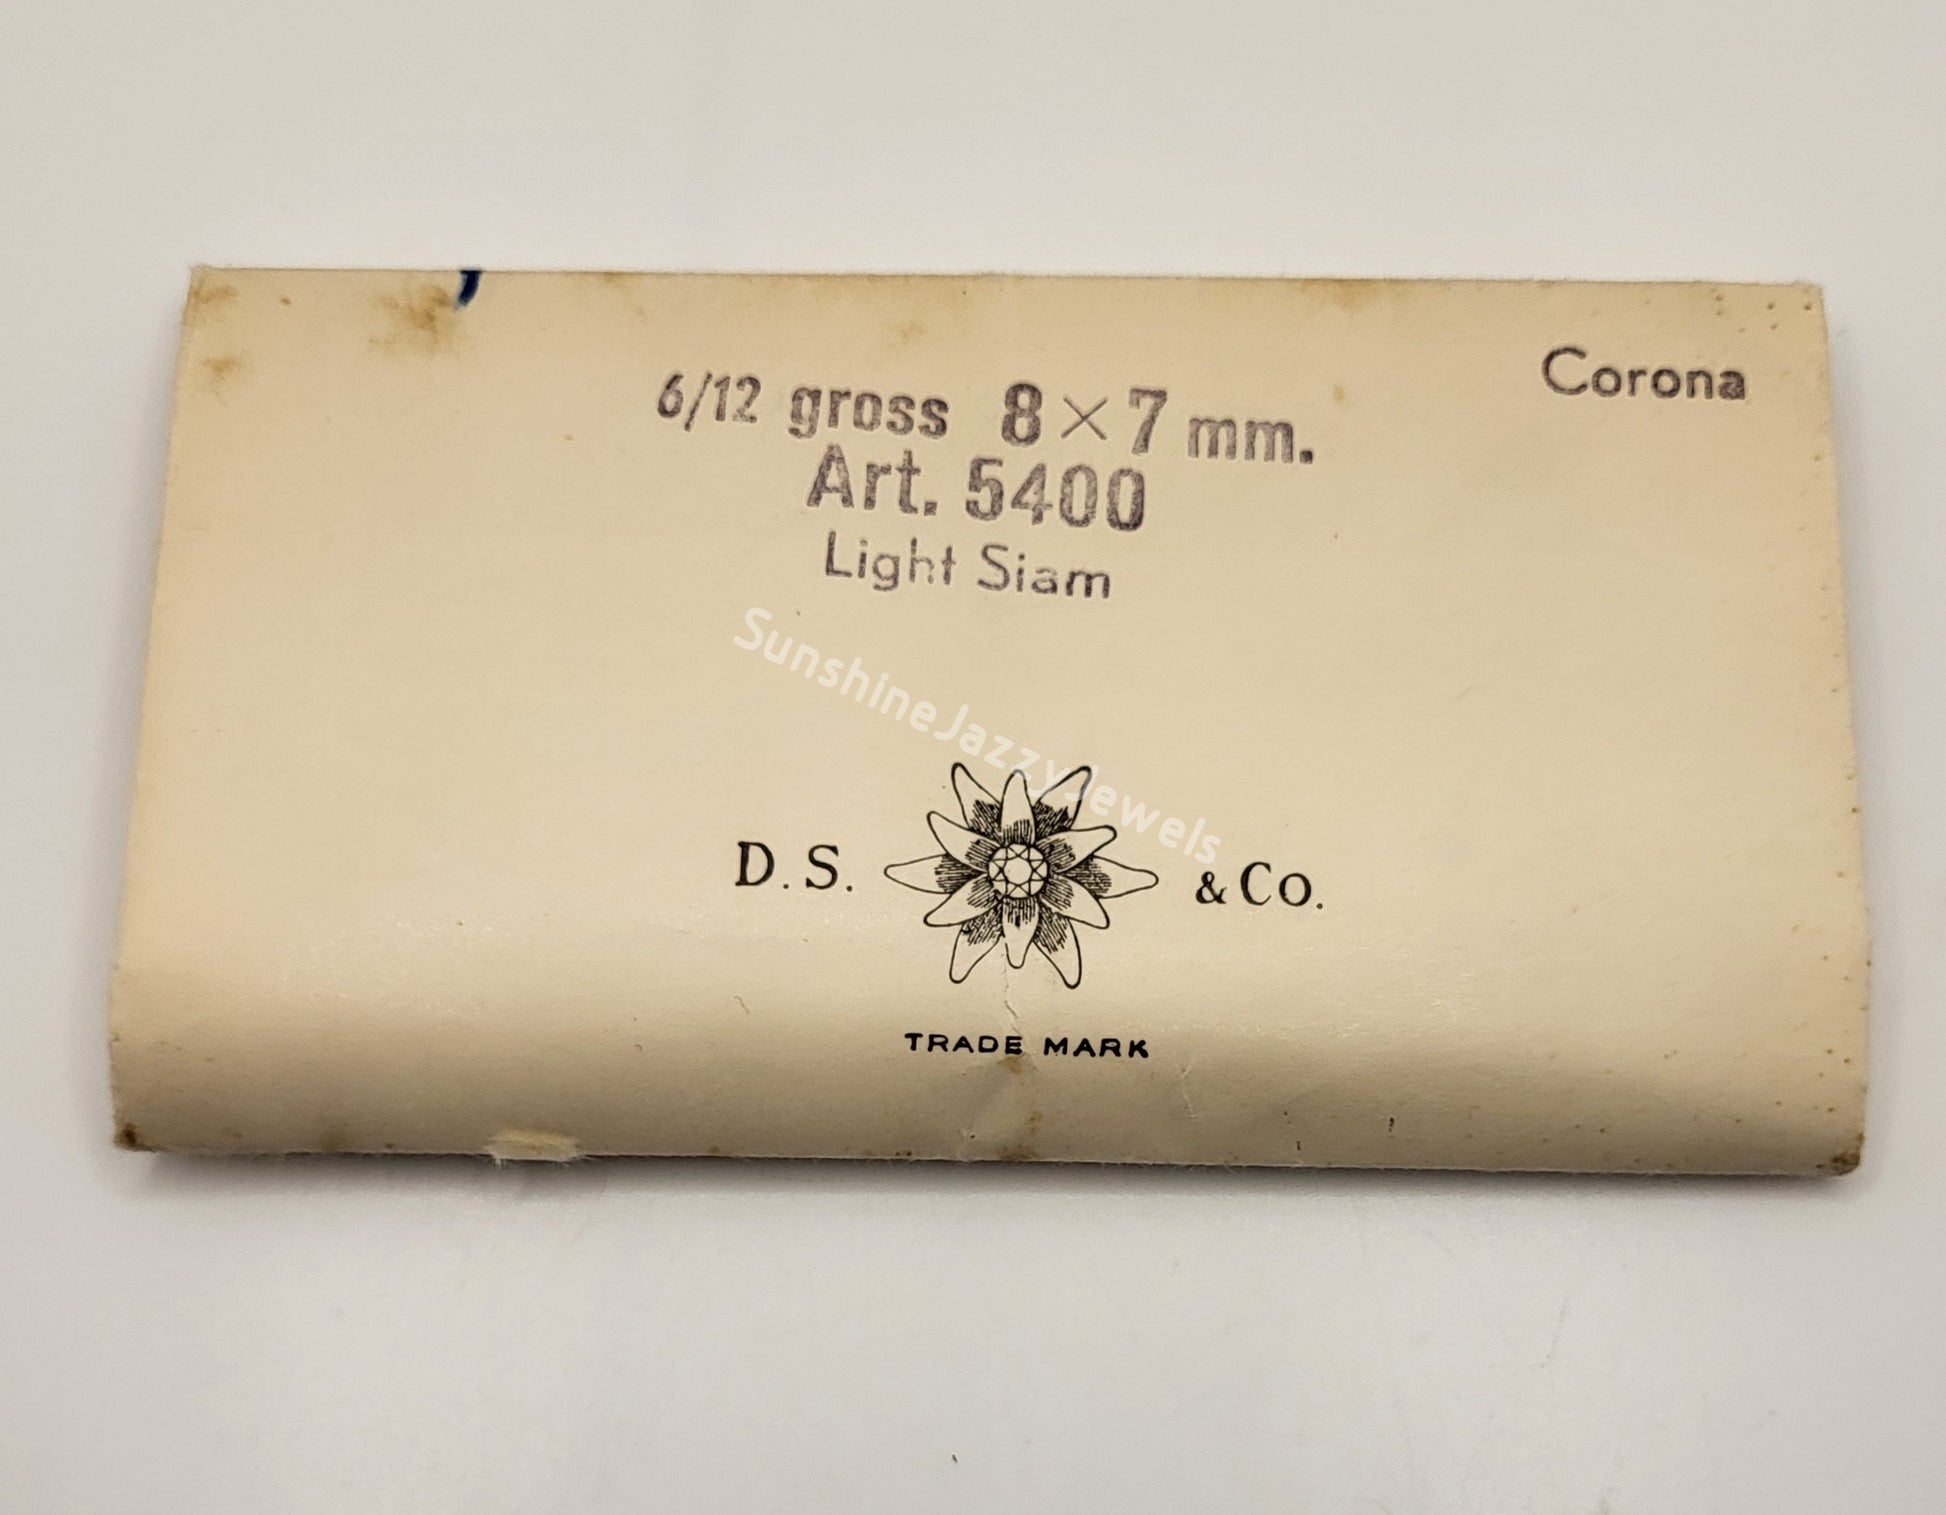 Corona
6/12 gross 8×7 mm.
Art. 5400
Light Siam
SunshineJazzyJewels
D.S. & Co.
TRADE MARK